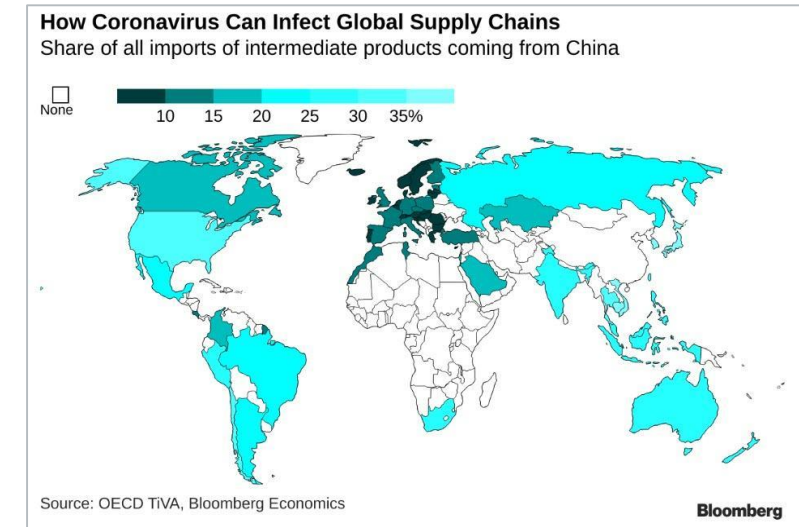 How Coronavirus Can Infect Global Supply Chains
Share of all imports of intermediate products coming from China
None
10 15 20 25 30 35%
Source: OECD TiVA, Bloomberg Economics
Bloomberg